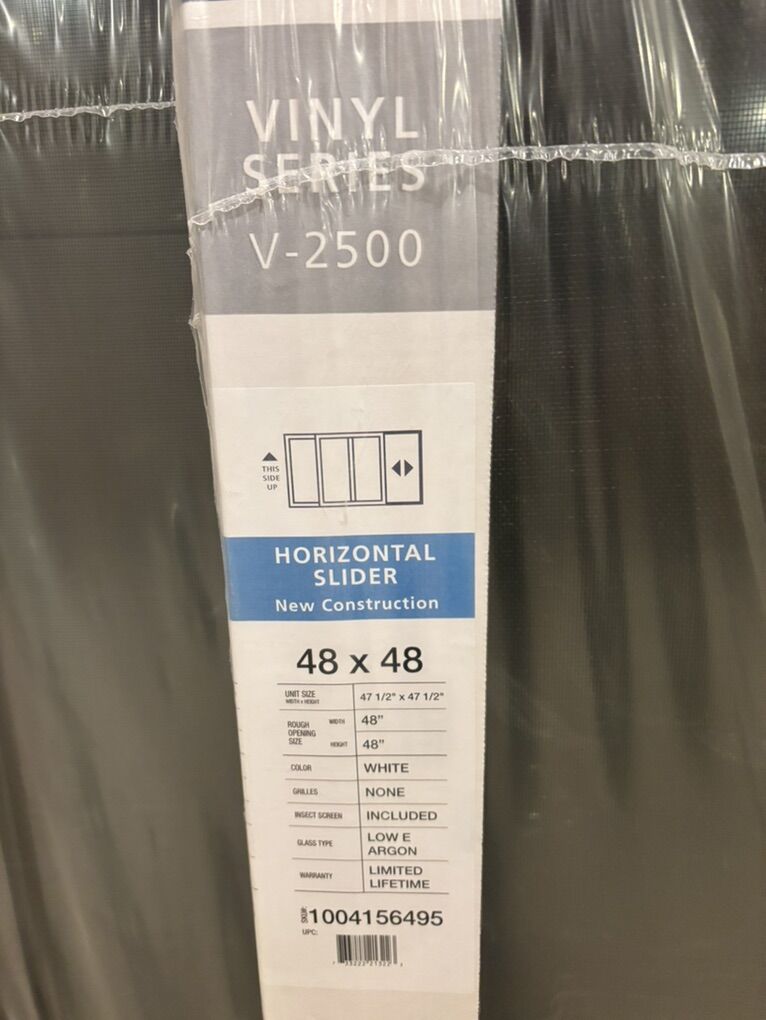 VINYL
SERIES
V-2500
THIS
SIDE
UP
HORIZONTAL
SLIDER
New Construction
48 x 48
UNIT SIZE
WIDTH x HEIGHT
47 1/2" x 47 1/2"
ROUGH
OPENING
SIZE
WIDTH
48"
HEIGHT
48"
COLOR
WHITE
GRILLES
NONE
INSECT SCREEN
INCLUDED
GLASS TYPE
LOW E
ARGON
WARRANTY
LIMITED
LIFETIME
SKU#:
1004156495
UPC: